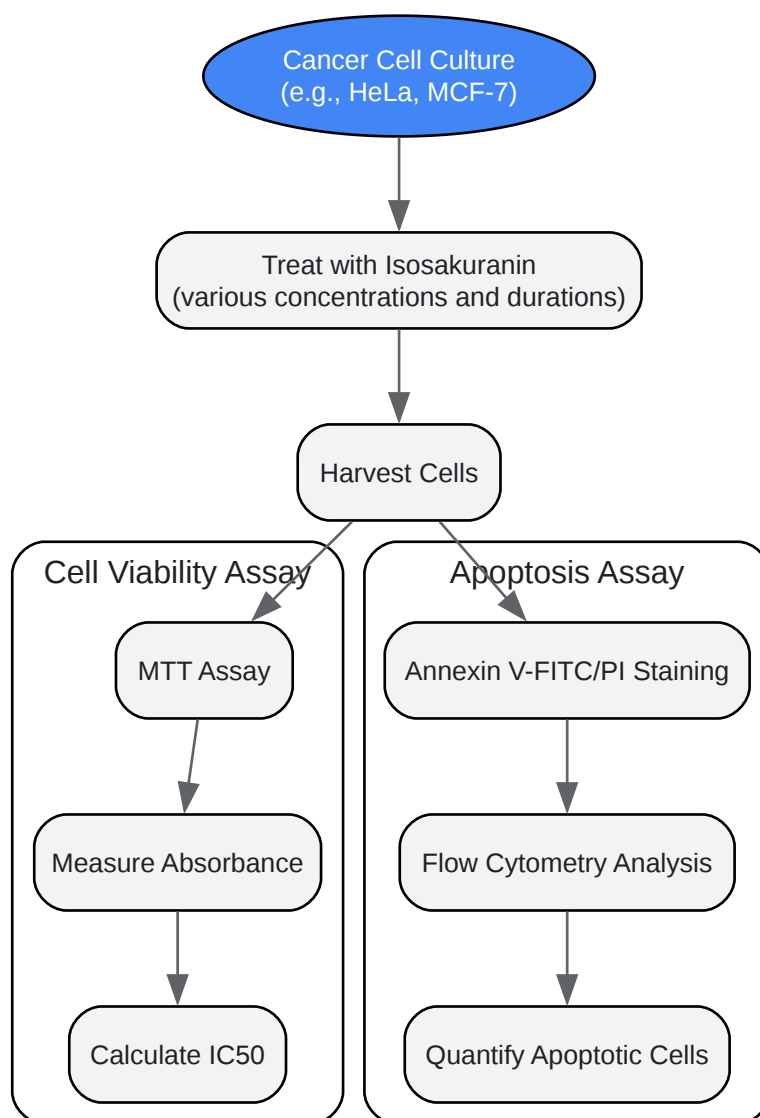 Cancer Cell Culture
(e.g., HeLa, MCF-7)
Treat with Isosakuranin
(various concentrations and durations)
Harvest Cells
Cell Viability Assay
MTT Assay
Measure Absorbance
Calculate IC50
Apoptosis Assay
Annexin V-FITC/PI Staining
Flow Cytometry Analysis
Quantify Apoptotic Cells